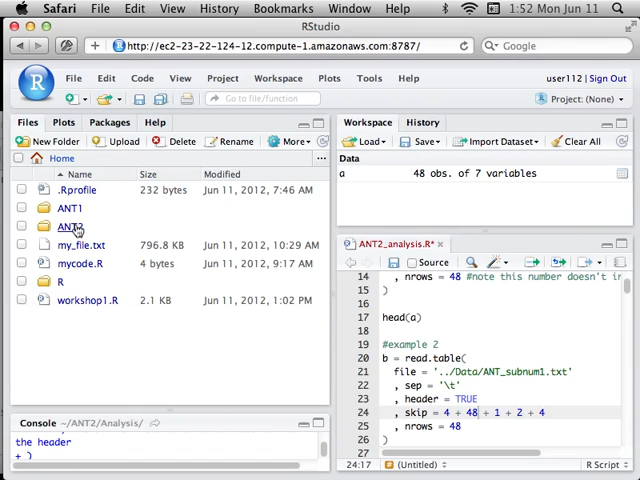 Safari File Edit View History Bookmarks Window Help 1:52 Mon Jun 11
RStudio
http://ec2-23-22-124-12.compute-1.amazonaws.com:8787/ Google
R File Edit Code View Project Workspace Plots Tools Help user112 | Sign Out
Go to file/function Project: (None)
Files Plots Packages Help
New Folder Upload Delete Rename More
Home ...
Name Size Modified
.Rprofile 232 bytes Jun 11, 2012, 7:46 AM
ANT1
ANT2
my_file.txt 796.8 KB Jun 11, 2012, 10:29 AM
mycode.R 4 bytes Jun 11, 2012, 9:17 AM
R
workshop1.R 2.1 KB Jun 11, 2012, 1:02 PM
Console ~/ANT2/Analysis/
the header
+ )
Workspace History
Load Save Import Dataset Clear All
Data
a 48 obs. of 7 variables
ANT2_analysis.R*
Source
14 , nrows = 48 #note this number doesn't in
15 )
16
17 head(a)
18
19 #example 2
20 b = read.table(
21 file = '../Data/ANT_subnum1.txt'
22 , sep = '\t'
23 , header = TRUE
24 , skip = 4 + 48 + 1 + 2 + 4
25 , nrows = 48
26 )
27
24:17 (Untitled) R Script